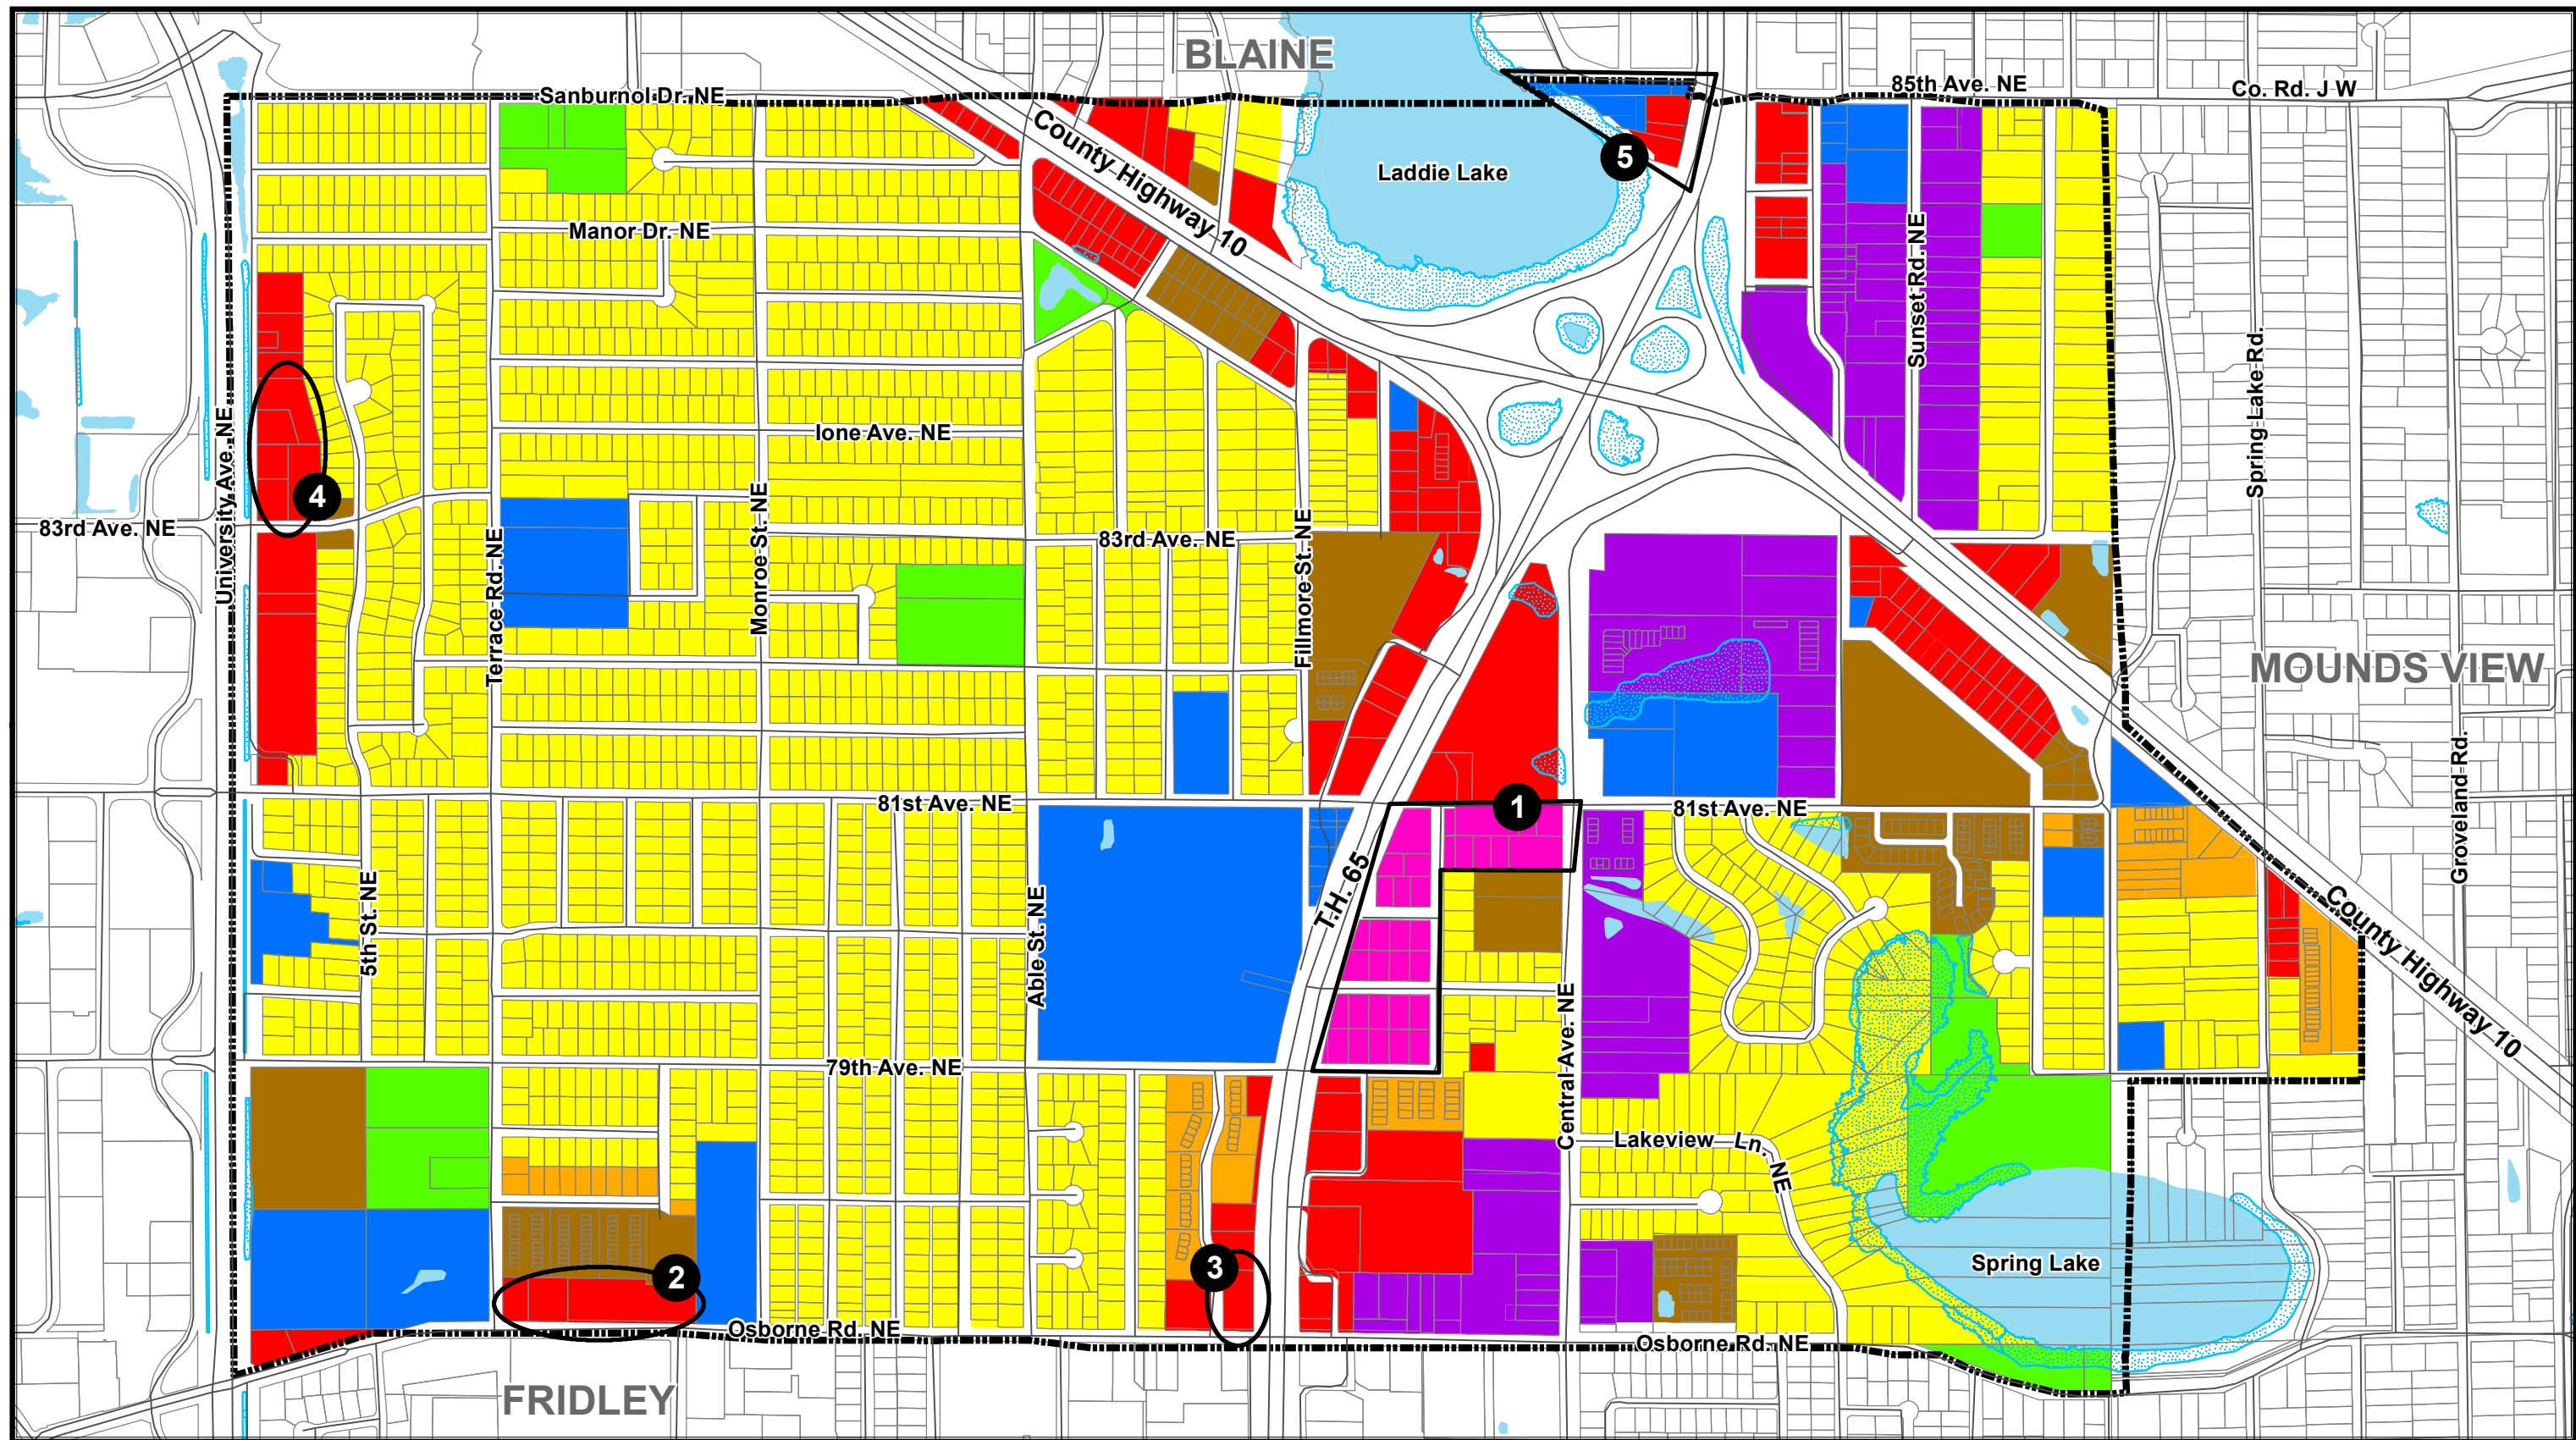 BLAINE
Sanburnol Dr. NE
85th Ave. NE
Co. Rd. J W
County Highway 10
Laddie Lake
5
Manor Dr. NE
Sunset Rd. NE
Spring Lake Rd.
University Ave. NE
4
Ione Ave. NE
83rd Ave. NE
Terrace Rd. NE
Monroe St. NE
83rd Ave. NE
Fillmore St. NE
MOUNDS VIEW
Groveland Rd.
81st Ave. NE
1
81st Ave. NE
T.H. 65
5th St. NE
Able St. NE
County Highway 10
Central Ave. NE
79th Ave. NE
Lakeview Ln. NE
Spring Lake
2
3
Osborne Rd. NE
Osborne Rd. NE
FRIDLEY